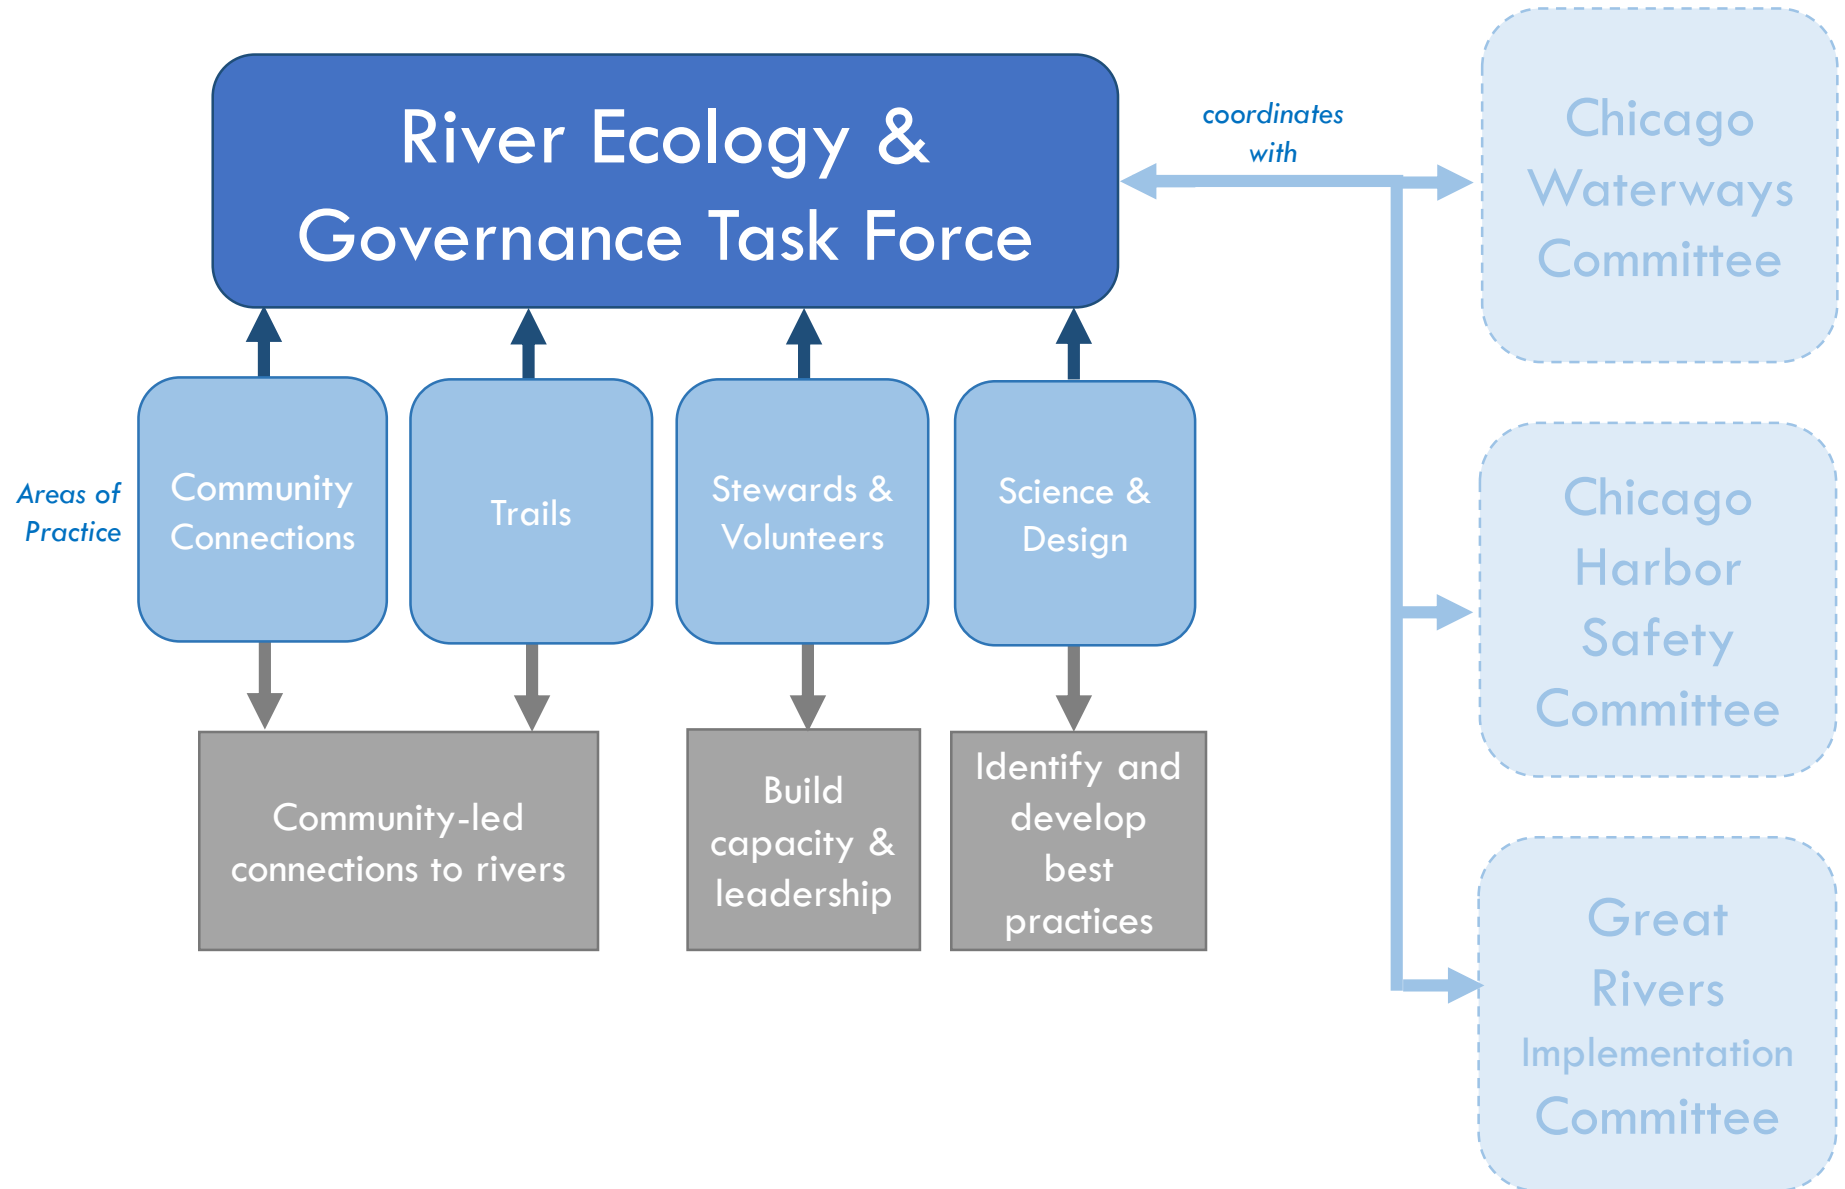 River Ecology &
Governance Task Force
coordinates
with
Chicago
Waterways
Committee
Areas of
Practice
Community
Connections
Trails
Stewards &
Volunteers
Science &
Design
Chicago
Harbor
Safety
Committee
Community-led
connections to rivers
Build
capacity &
leadership
Identify and
develop
best
practices
Great
Rivers
Implementation
Committee